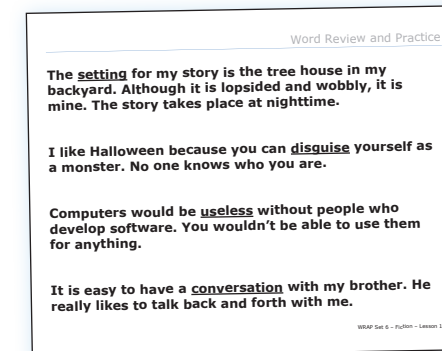 Word Review and Practice
The setting for my story is the tree house in my
backyard. Although it is lopsided and wobbly, it is
mine. The story takes place at nighttime.
I like Halloween because you can disguise yourself as
a monster. No one knows who you are.
Computers would be useless without people who
develop software. You wouldn't be able to use them
for anything.
It is easy to have a conversation with my brother. He
really likes to talk back and forth with me.
WRAP Set 6 – Fiction – Lesson 1